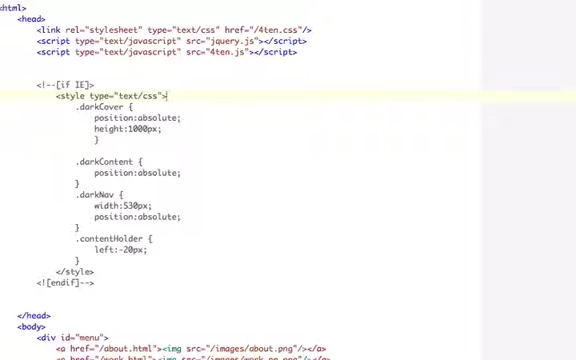 <html>
<head>
<link rel="stylesheet" type="text/css" href="/4ten.css"/>
<script type="text/javascript" src="jquery.js"></script>
<script type="text/javascript" src="4ten.js"></script>
<!--[if IE]>
<style type="text/css">
.darkCover {
position:absolute;
height:1000px;
}
.darkContent {
position:absolute;
}
.darkNav {
width:530px;
position:absolute;
}
.contentHolder {
left:-20px;
}
</style>
<![endif]-->
</head>
<body>
<div id="menu">
<a href="/about.html"><img src="/images/about.png"/></a>